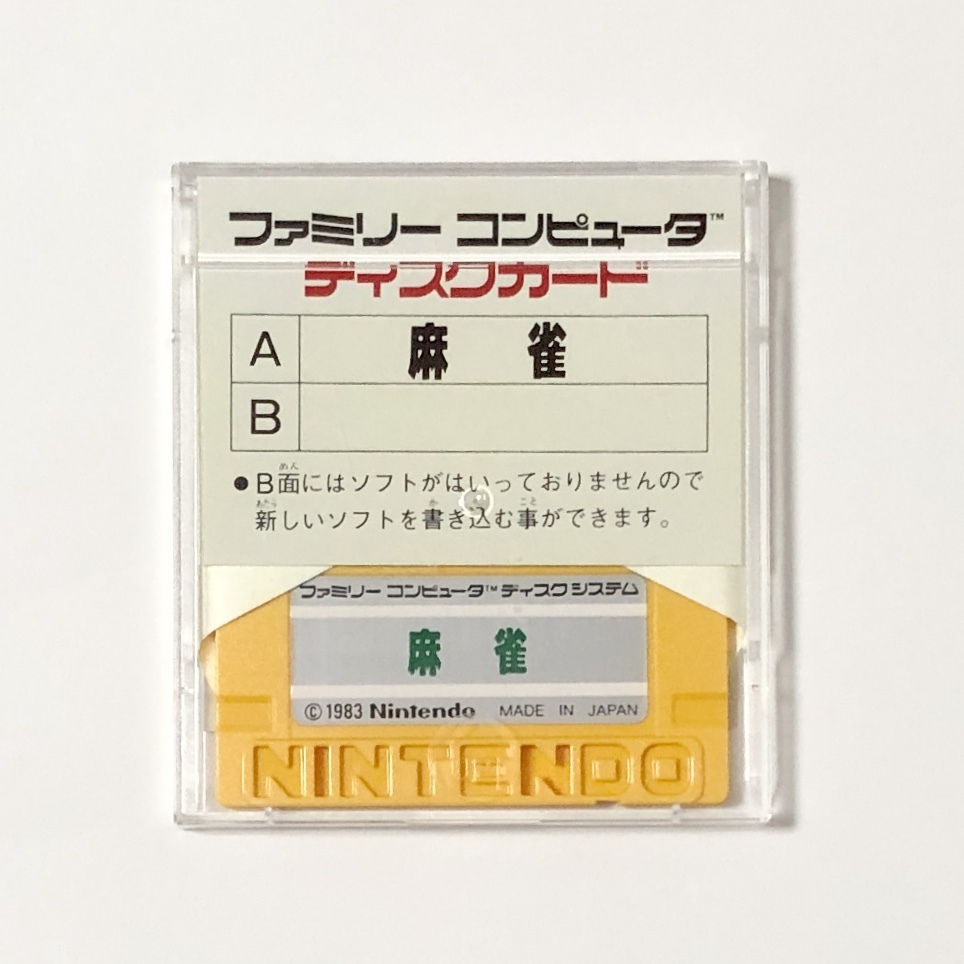 ファミリー コンピュータ™
ディスクカード
A 麻 雀
B
●B面にはソフトがはいっておりませんので
新しいソフトを書き込む事ができます。
ファミリー コンピュータ™ ディスク システム
麻 雀
©1983 Nintendo MADE IN JAPAN
NINTENDO